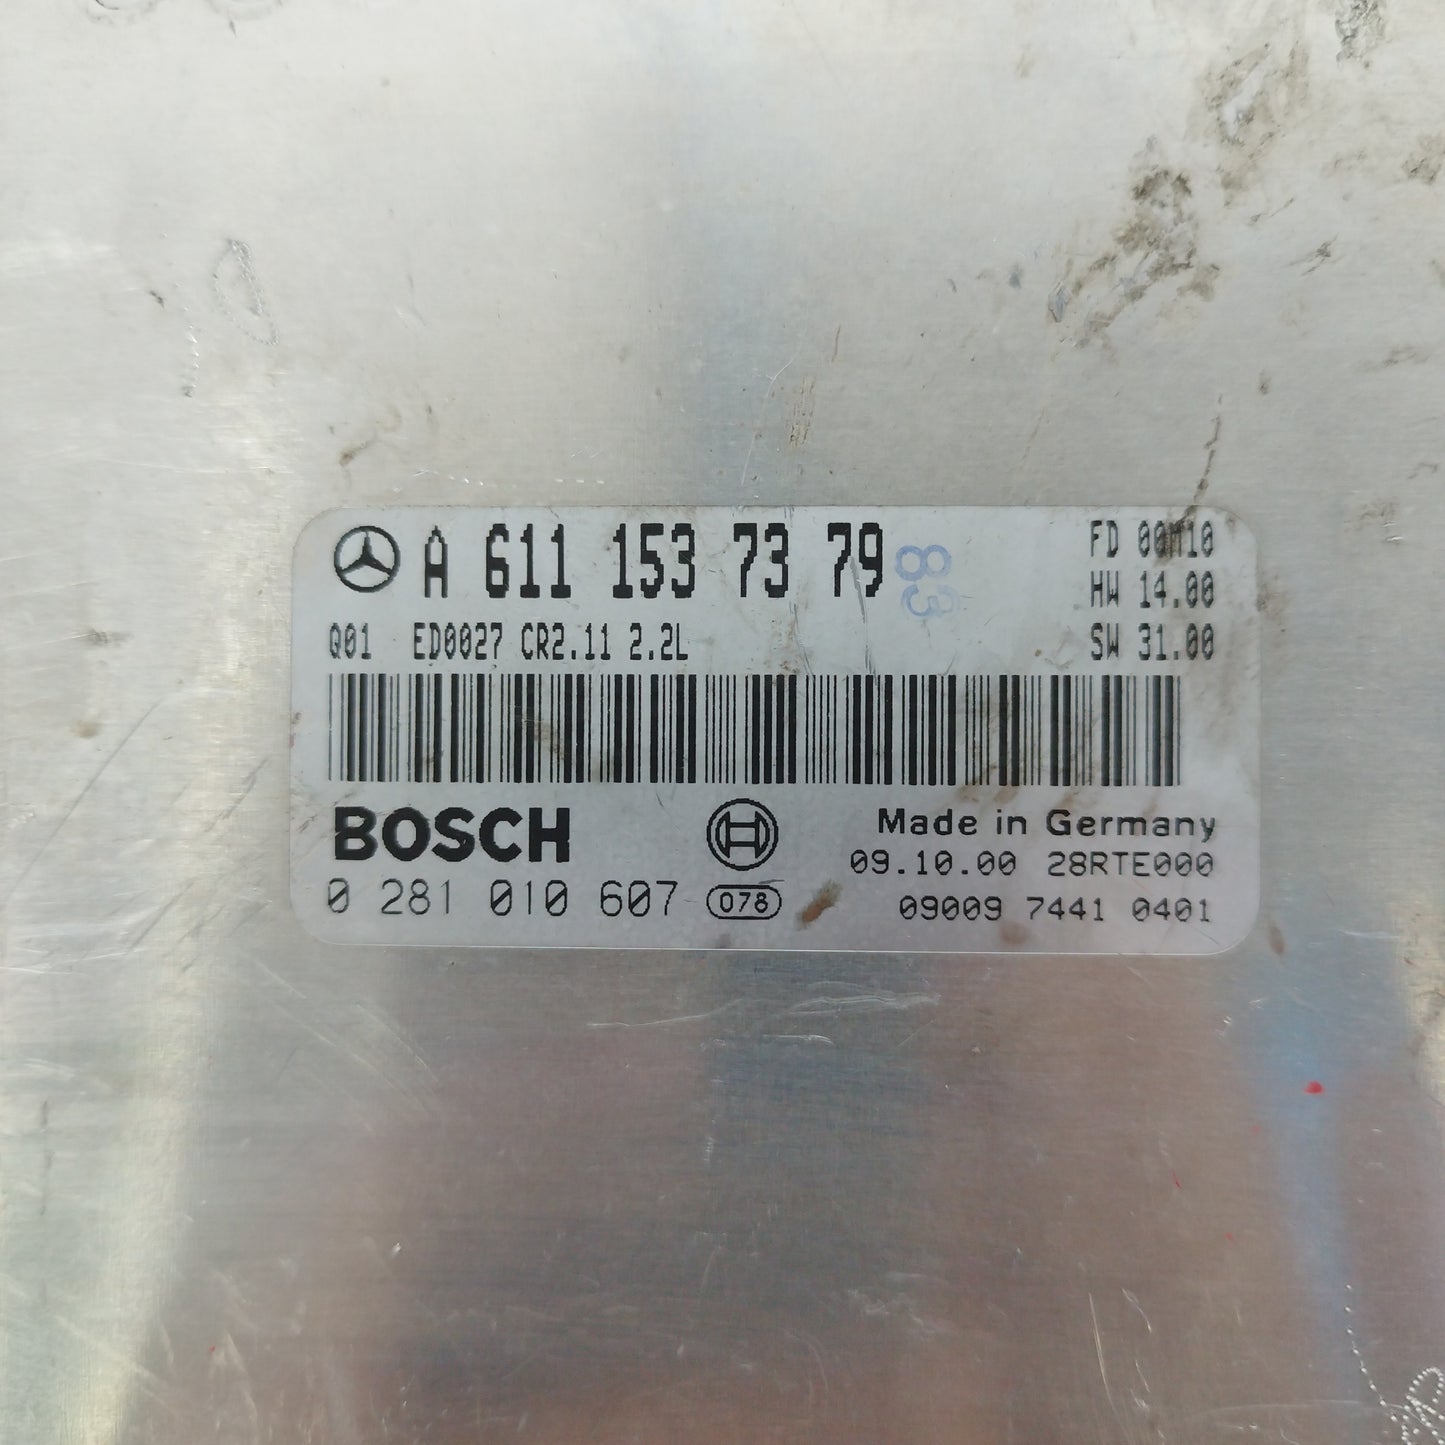 A 611 153 73 79
83
FD 00M10
HW 14.00
Q01 ED0027 CR2.11 2.2L
SW 31.00
BOSCH
Made in Germany
09.10.00 28RTE000
0 281 010 607 078
09009 7441 0401